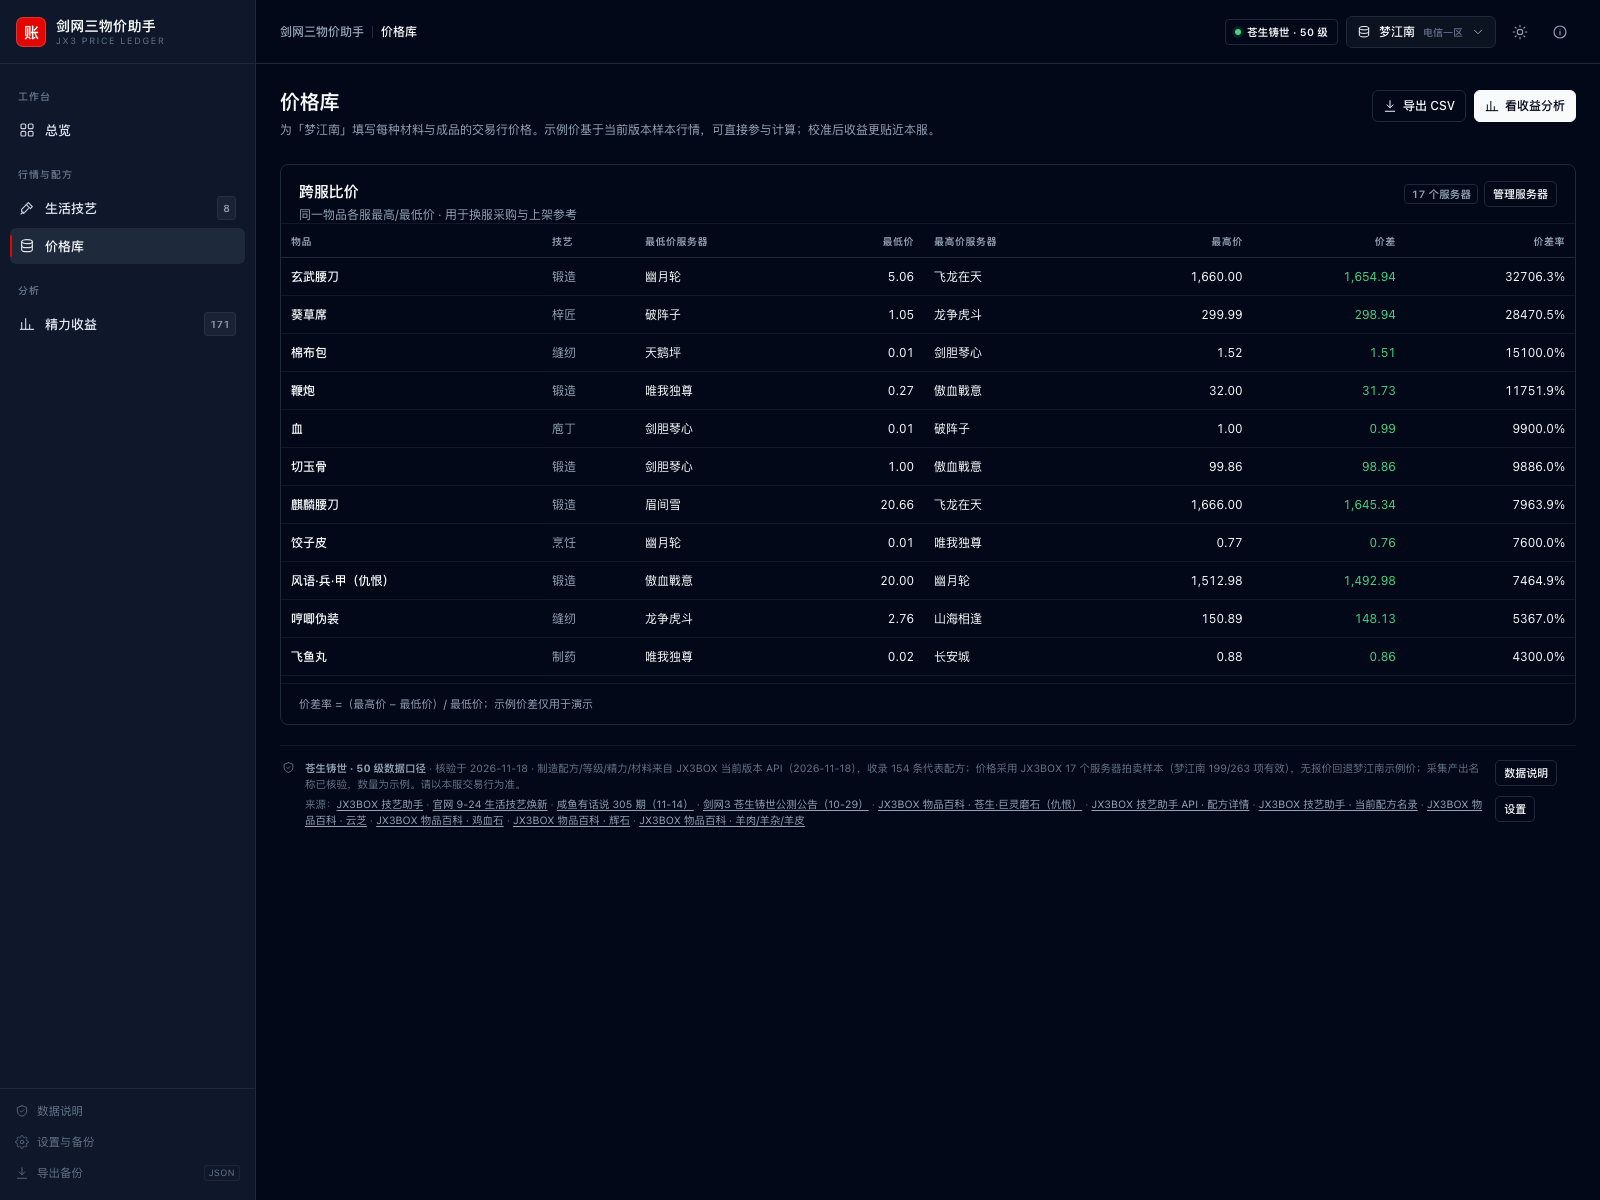 账
剑网三物价助手
JX3 PRICE LEDGER
工作台
总览
行情与配方
生活技艺 8
价格库
分析
精力收益 171
数据说明
设置与备份
导出备份 JSON
剑网三物价助手 价格库
苍生铸世 · 50 级
梦江南 电信一区
价格库
为「梦江南」填写每种材料与成品的交易行价格。示例价基于当前版本样本行情，可直接参与计算；校准后收益更贴近本服。
导出 CSV
看收益分析
跨服比价
同一物品各服最高/最低价 · 用于换服采购与上架参考
17 个服务器
管理服务器
物品 技艺 最低价服务器 最低价 最高价服务器 最高价 价差 价差率
玄武腰刀 锻造 幽月轮 5.06 飞龙在天 1,660.00 1,654.94 32706.3%
葵草席 梓匠 破阵子 1.05 龙争虎斗 299.99 298.94 28470.5%
棉布包 缝纫 天鹅坪 0.01 剑胆琴心 1.52 1.51 15100.0%
鞭炮 锻造 唯我独尊 0.27 傲血戰意 32.00 31.73 11751.9%
血 庖丁 剑胆琴心 0.01 破阵子 1.00 0.99 9900.0%
切玉骨 锻造 剑胆琴心 1.00 傲血戰意 99.86 98.86 9886.0%
麒麟腰刀 锻造 眉间雪 20.66 飞龙在天 1,666.00 1,645.34 7963.9%
饺子皮 烹饪 幽月轮 0.01 唯我独尊 0.77 0.76 7600.0%
风语·兵·甲（仇恨） 锻造 傲血戰意 20.00 幽月轮 1,512.98 1,492.98 7464.9%
哼唧伪装 缝纫 龙争虎斗 2.76 山海相逢 150.89 148.13 5367.0%
飞鱼丸 制药 唯我独尊 0.02 长安城 0.88 0.86 4300.0%
价差率 =（最高价 − 最低价）/ 最低价；示例价差仅用于演示
苍生铸世 · 50 级数据口径 · 核验于 2026-11-18 · 制造配方/等级/精力/材料来自 JX3BOX 当前版本 API（2026-11-18），收录 154 条代表配方；价格采用 JX3BOX 17 个服务器拍卖样本（梦江南 199/263 项有效），无报价回退梦江南示例价；采集产出名
称已核验，数量为示例。请以本服交易行为准。
来源： JX3BOX 技艺助手 · 官网 9-24 生活技艺焕新 · 咸鱼有话说 305 期（11-14） · 剑网3 苍生铸世公测公告（10-29） · JX3BOX 物品百科 · 苍生·巨灵磨石（仇恨） · JX3BOX 技艺助手 API · 配方详情 · JX3BOX 技艺助手 · 当前配方名录 · JX3BOX 物
品百科 · 云芝 · JX3BOX 物品百科 · 鸡血石 · JX3BOX 物品百科 · 辉石 · JX3BOX 物品百科 · 羊肉/羊杂/羊皮
数据说明
设置